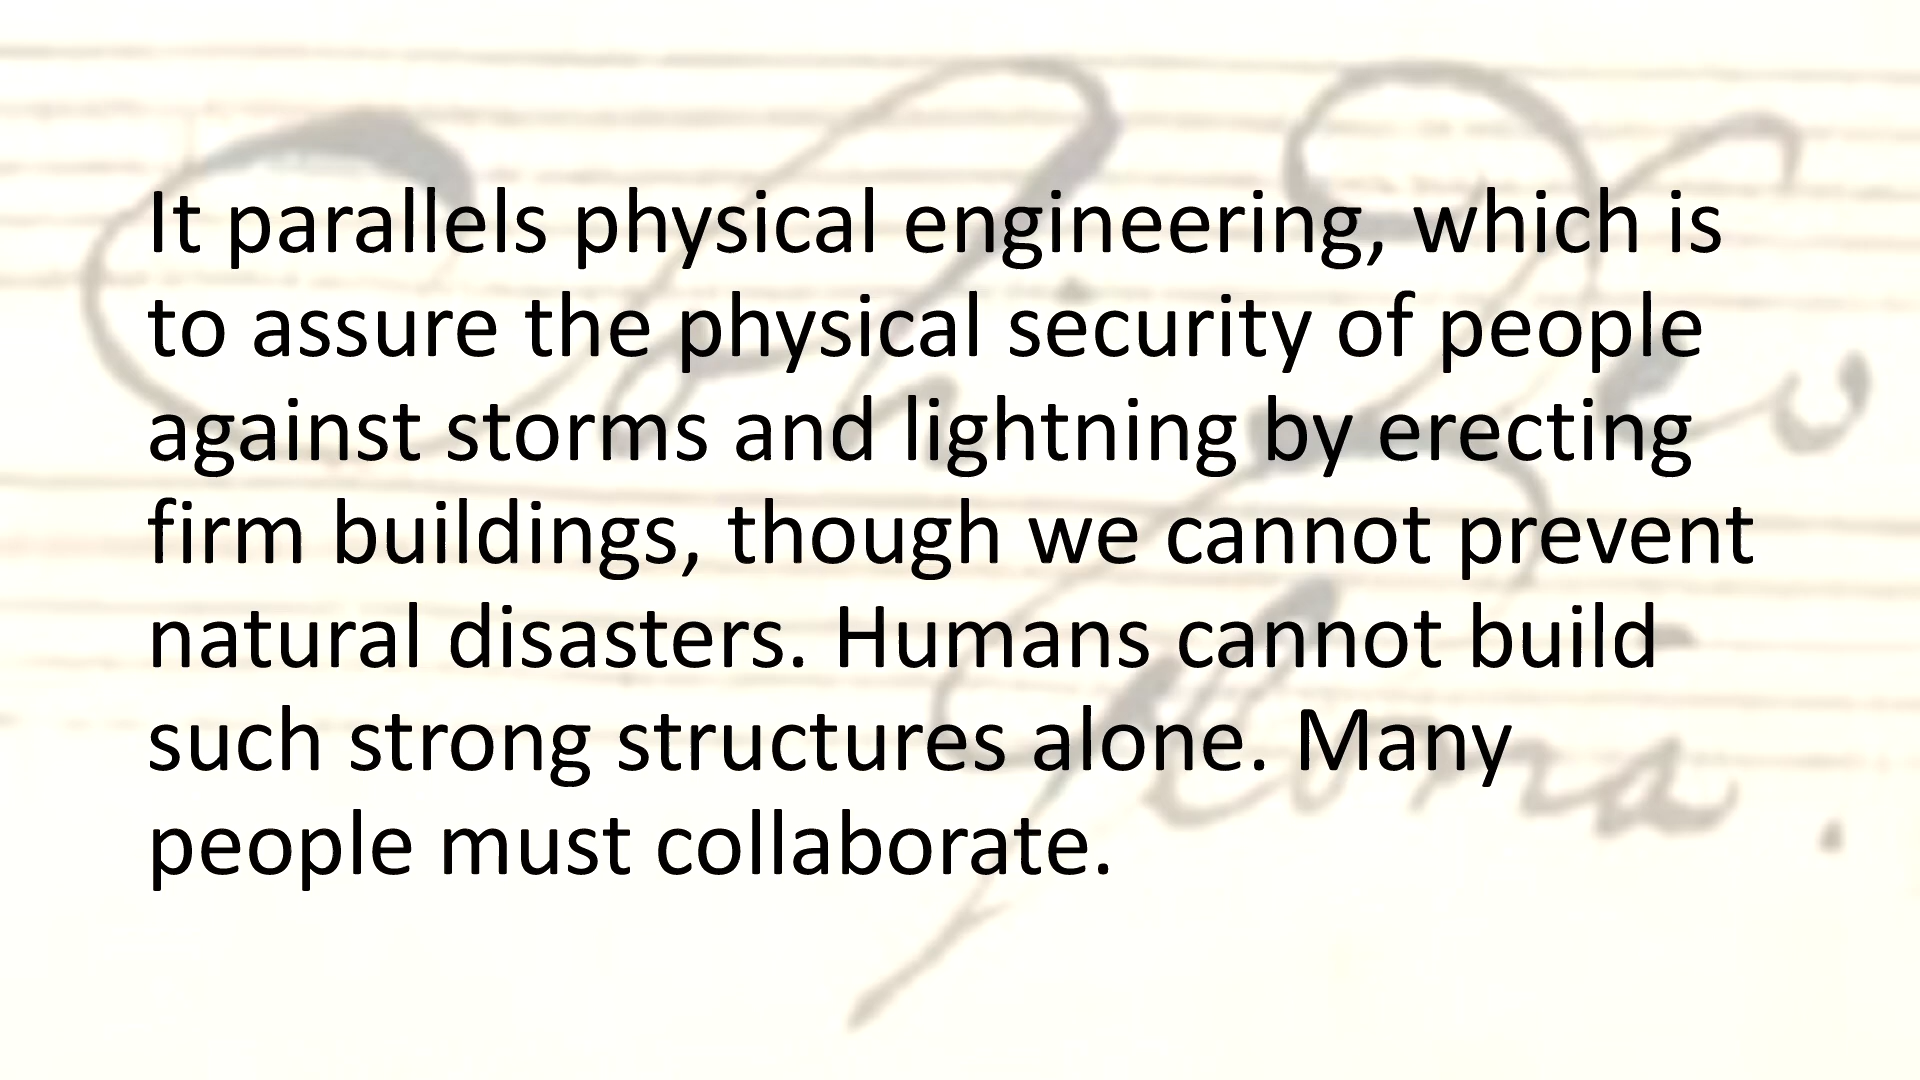 It parallels physical engineering, which is
to assure the physical security of people
against storms and lightning by erecting
firm buildings, though we cannot prevent
natural disasters. Humans cannot build
such strong structures alone. Many
people must collaborate.